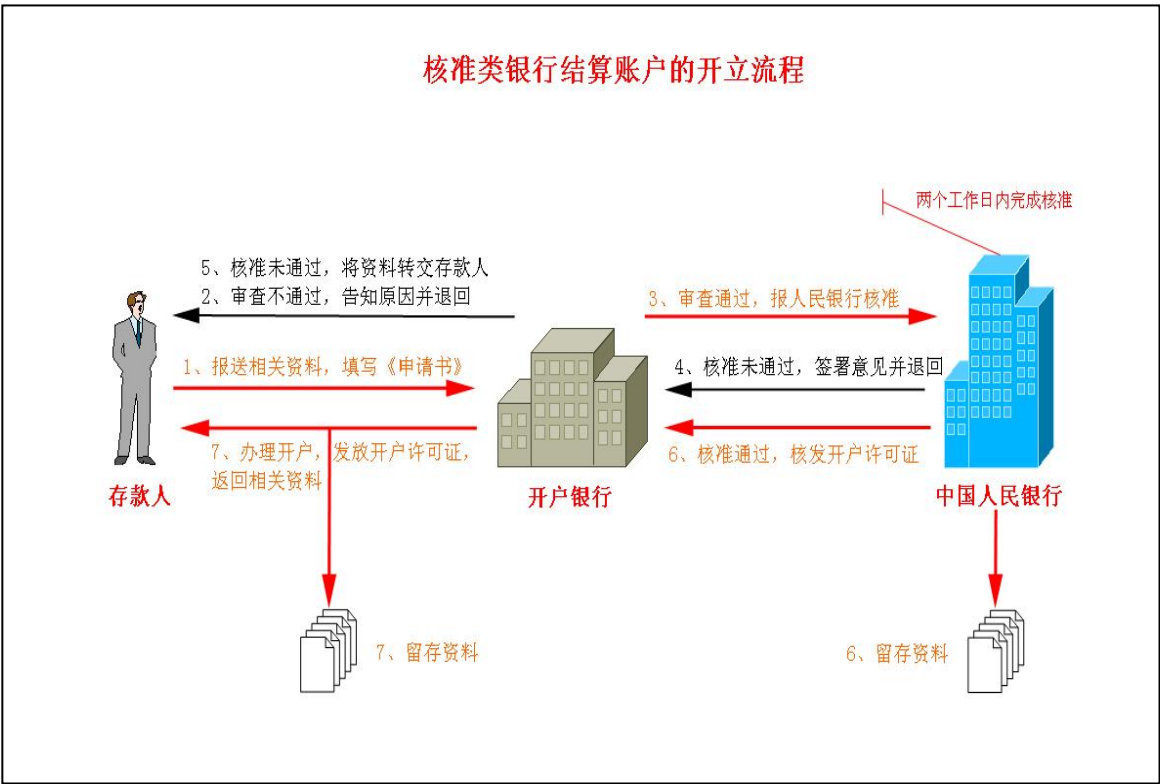 核准类银行结算账户的开立流程
两个工作日内完成核准
5、核准未通过，将资料转交存款人
2、审查不通过，告知原因并退回
3、审查通过，报人民银行核准
1、报送相关资料，填写《申请书》
4、核准未通过，签署意见并退回
7、办理开户，发放开户许可证，
返回相关资料
6、核准通过，核发开户许可证
存款人
开户银行
中国人民银行
7、留存资料
6、留存资料